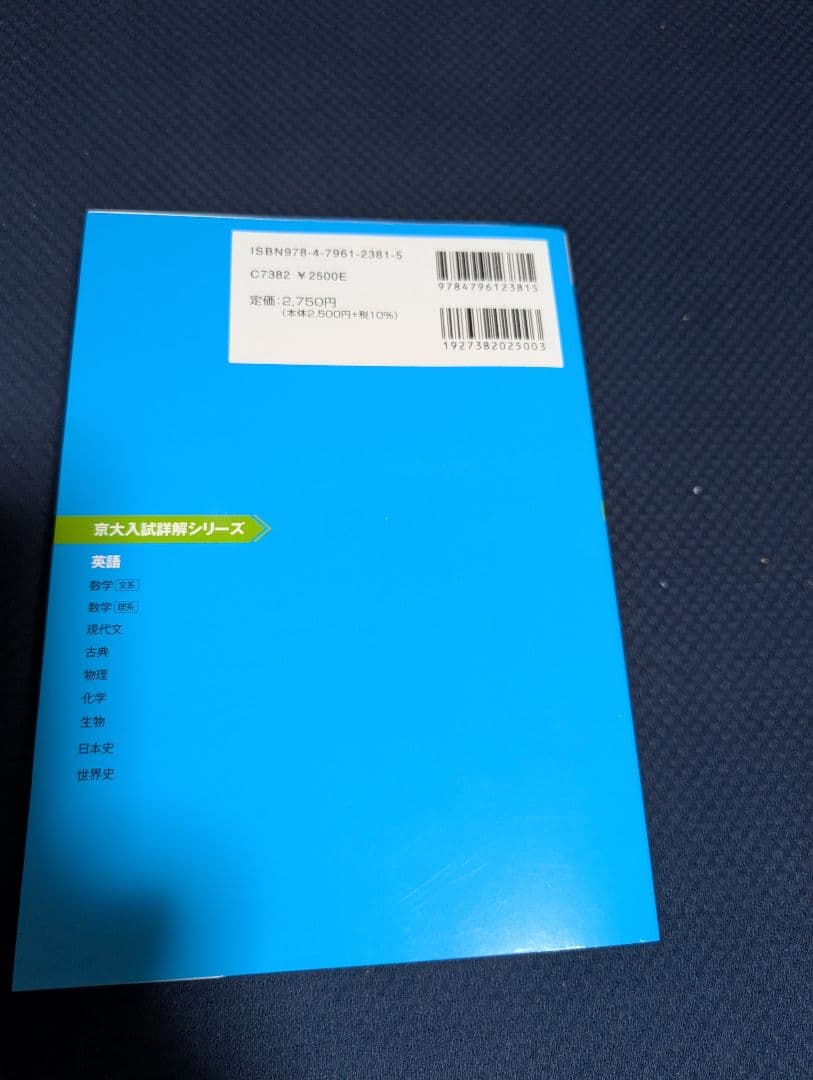 ISBN978-4-7961-2381-5
C7382 ¥2500E
定価:2,750円
(本体2,500円+税10%)
9784796123815
1927382025003
京大入試詳解シリーズ
英語
数学 文系
数学 理系
現代文
古典
物理
化学
生物
日本史
世界史